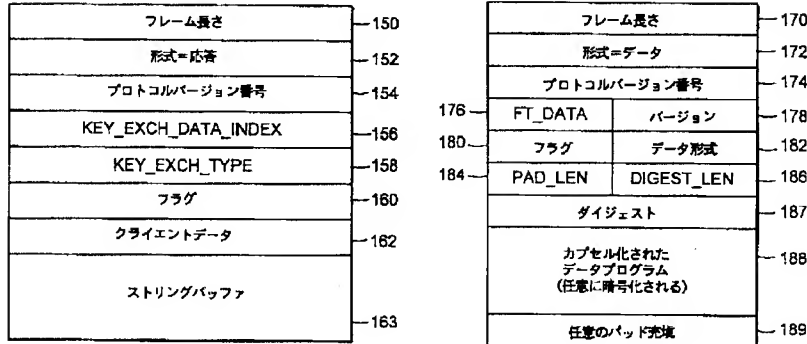 フレーム長さ
150
形式=応答
152
プロトコルバージョン番号
154
KEY_EXCH_DATA_INDEX
156
KEY_EXCH_TYPE
158
フラグ
160
クライエントデータ
162
ストリングバッファ
163
フレーム長さ
170
形式=データ
172
プロトコルバージョン番号
174
176
FT_DATA
バージョン
178
180
フラグ
データ形式
182
184
PAD_LEN
DIGEST_LEN
186
ダイジェスト
187
カプセル化された
データプログラム
(任意に暗号化される)
188
任意のパッド充填
189